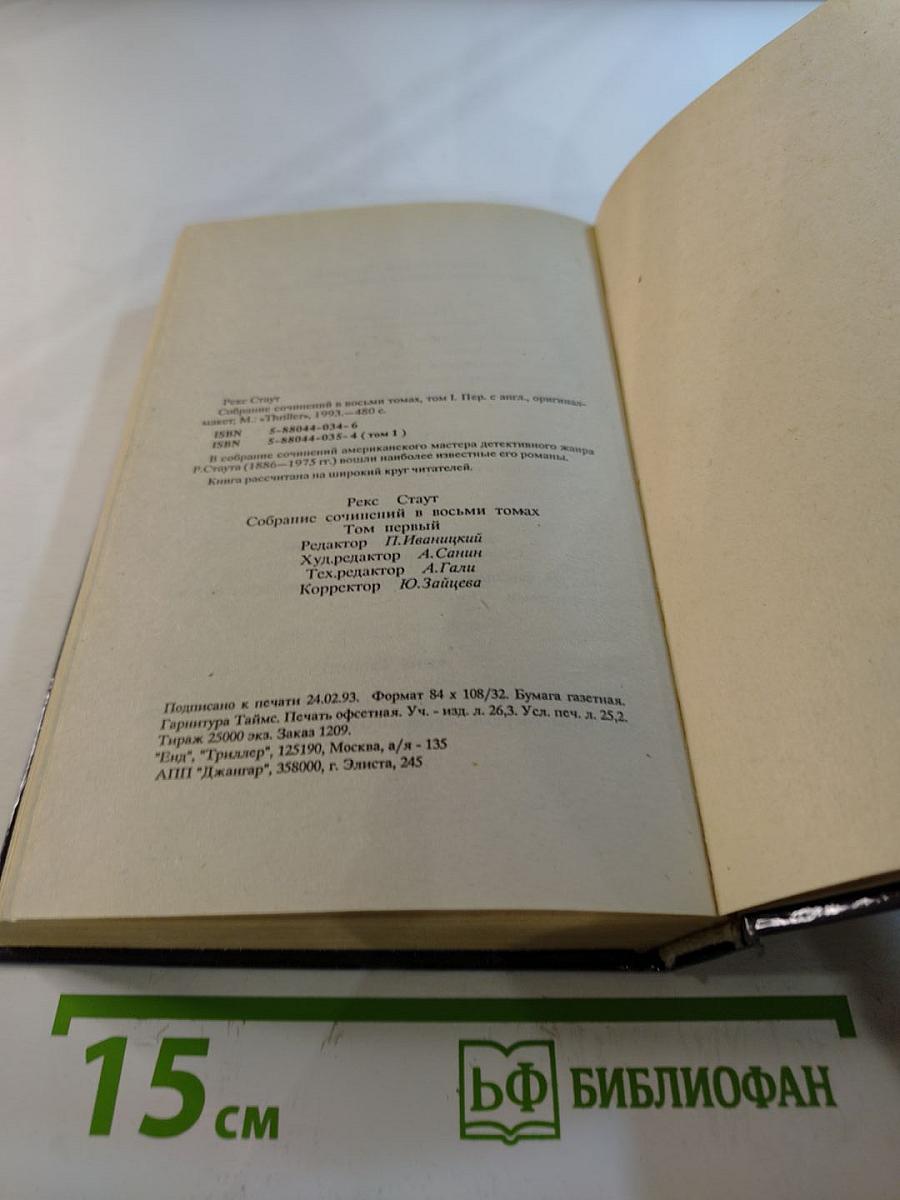 Рекс Стаут
Собрание сочинений в восьми томах, том I. Пер. с англ., оригинал-
макет; М.: «Thriller», 1993.—480 с.
ISBN 5-88044-034-6
ISBN 5-88044-035-4 ( том 1 )
В собрание сочинений американского мастера детективного жанра
Р.Стаута (1886—1975 гг.) вошли наиболее известные его романы.
Книга рассчитана на широкий круг читателей.
Рекс Стаут
Собрание сочинений в восьми томах
Том первый
Редактор П.Иваницкий
Худ.редактор А.Санин
Тех.редактор А.Гали
Корректор Ю.Зайцева
Подписано к печати 24.02.93. Формат 84 х 108/32. Бумага газетная.
Гарнитура Таймс. Печать офсетная. Уч. - изд. л. 26,3. Усл. печ. л. 25,2.
Тираж 25000 экз. Заказ 1209.
"Енд", "Триллер", 125190, Москва, а/я - 135
АПП "Джангар", 358000, г. Элиста, 245
15 см
ЬФ БИБЛИОФАН